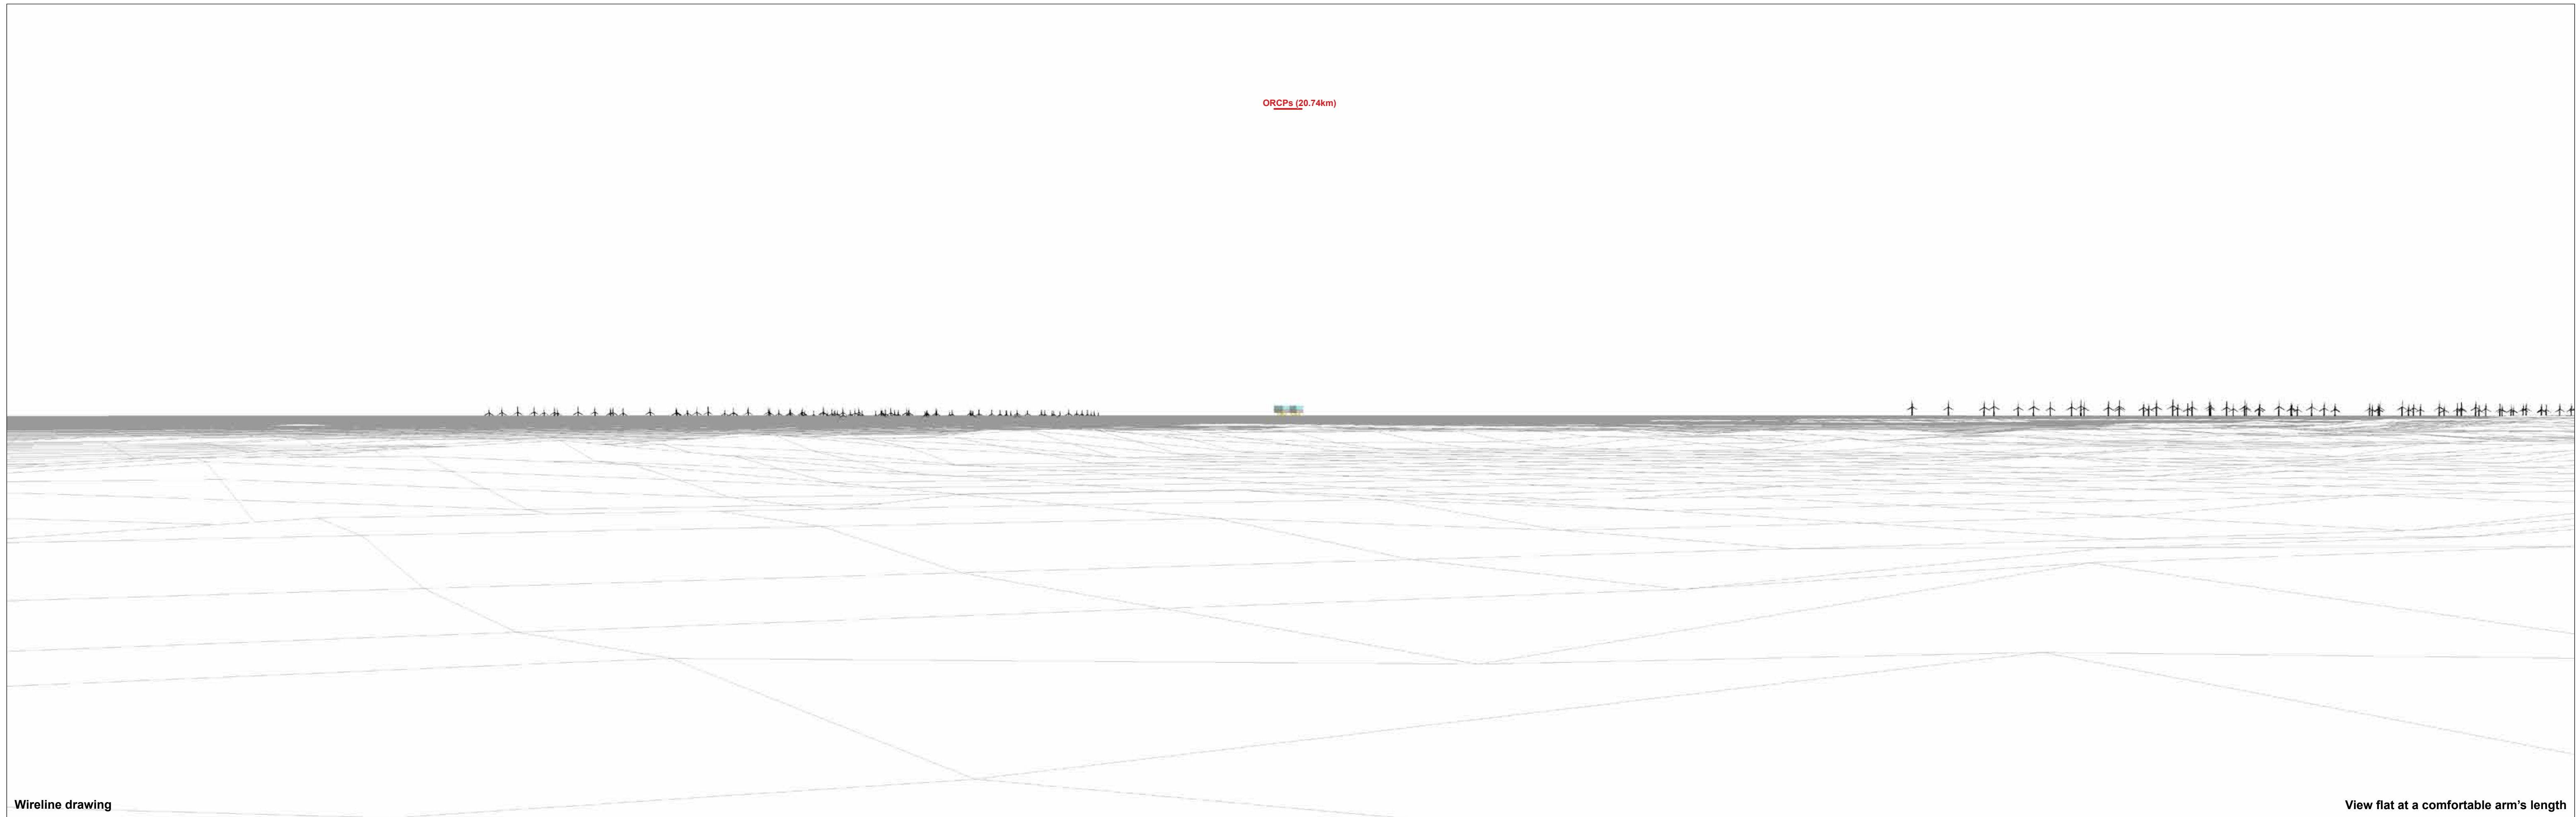 ORCPs (20.74km)
Wireline drawing
View flat at a comfortable arm's length